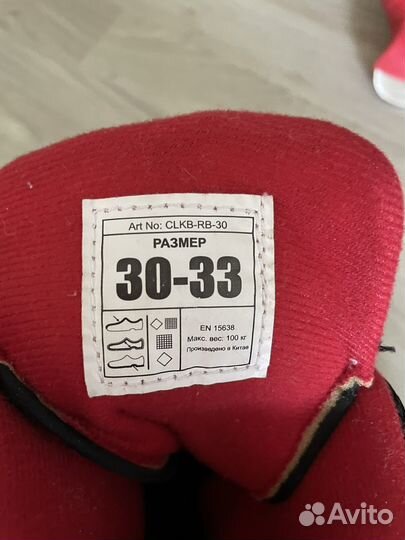 Art No: CLKB-RB-30
РАЗМЕР
30-33
EN 15638
Макс. вес: 100 кг
Произведено в Китае
Avito